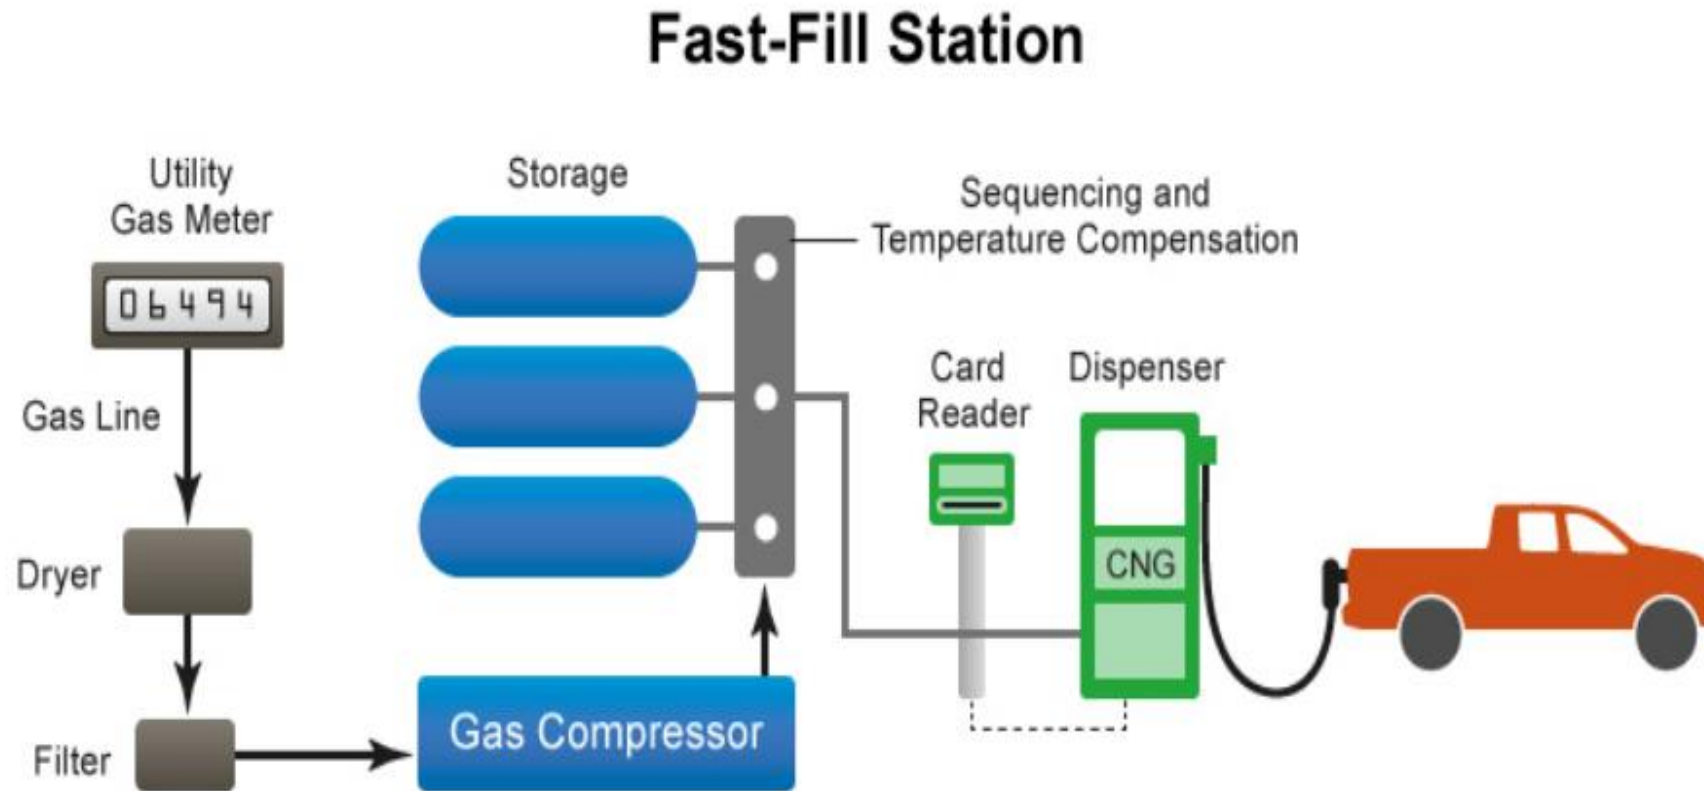 Fast-Fill Station
Utility
Gas Meter
06494
Gas Line
Dryer
Filter
Storage
Gas Compressor
Sequencing and
Temperature Compensation
Card
Reader
Dispenser
CNG